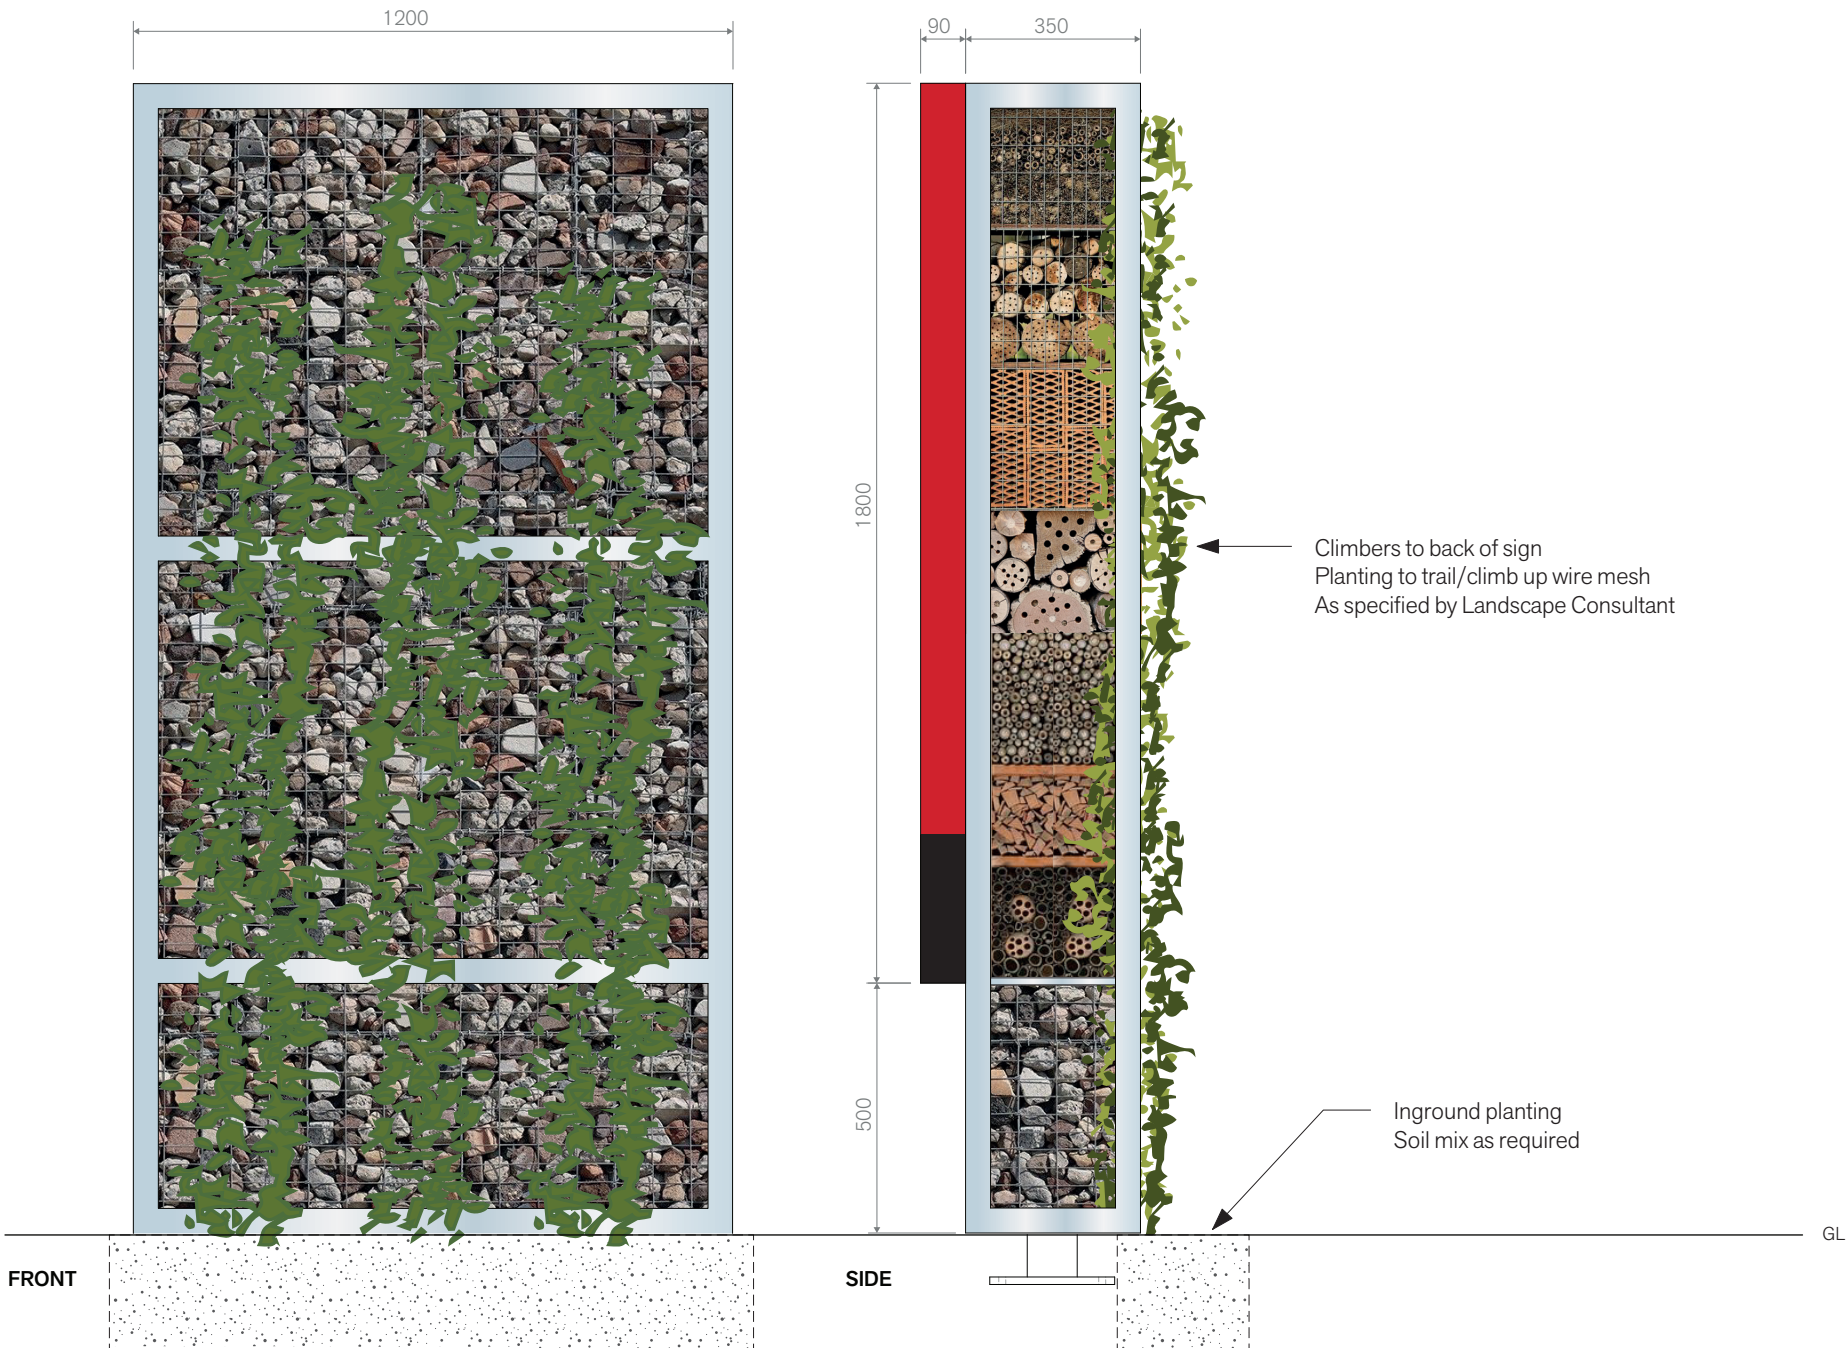 1200
90
350
1800
Climbers to back of sign
Planting to trail/climb up wire mesh
As specified by Landscape Consultant
500
Inground planting
Soil mix as required
GL
FRONT
SIDE